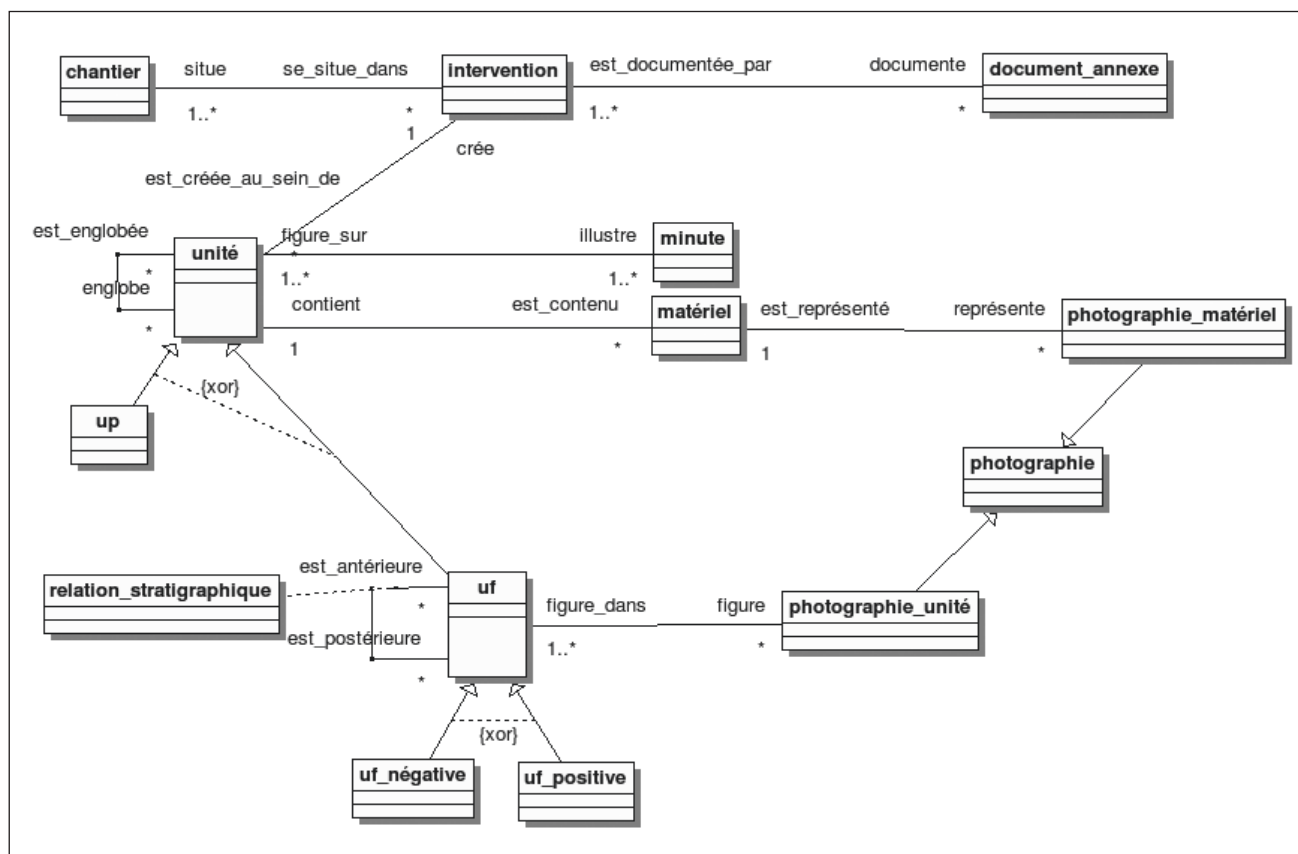 chantier
situe
se_situe_dans
1..*
*
intervention
est_documentée_par
documente
1..*
*
document_annexe
1
crée
est_créée_au_sein_de
*
est_englobée
*
englobe
*
unité
figure_sur
illustre
1..*
1..*
minute
contient
est_contenu
1
*
matériel
est_représenté
représente
1
*
photographie_matériel
{xor}
up
photographie
relation_stratigraphique
est_antérieure
*
est_postérieure
*
uf
figure_dans
figure
1..*
*
photographie_unité
{xor}
uf_négative
uf_positive